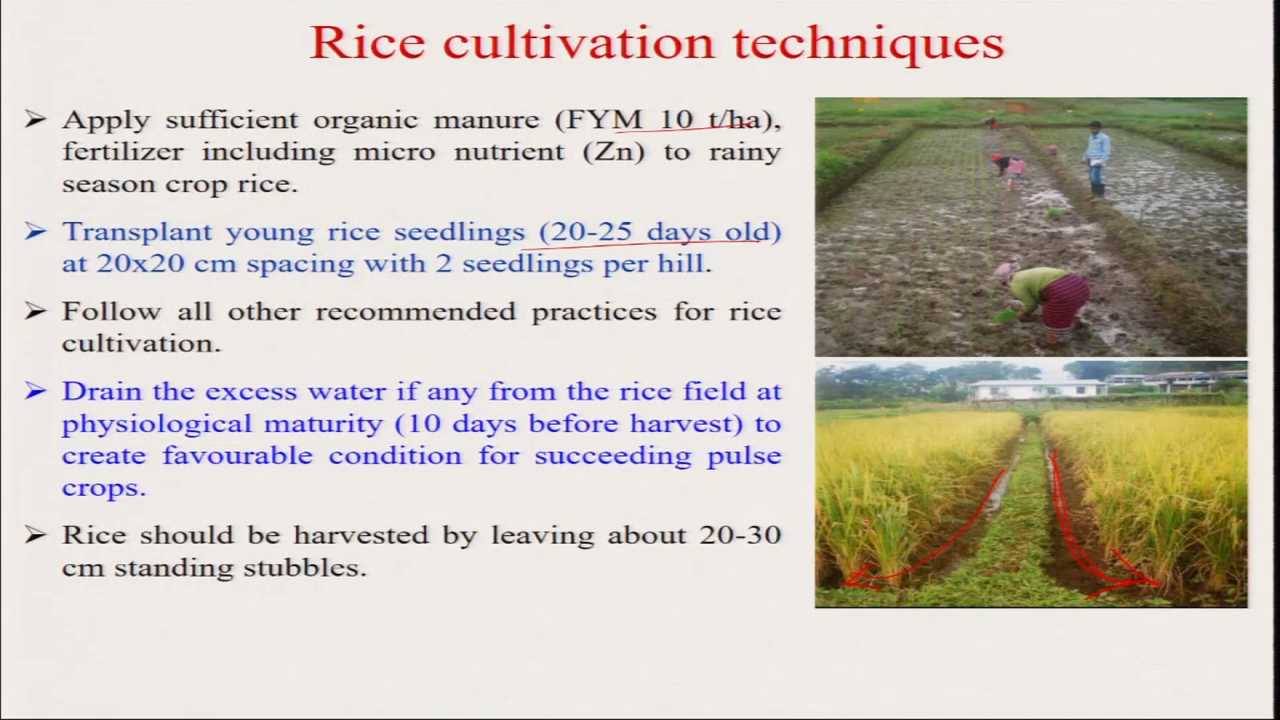 Rice cultivation techniques
➢ Apply sufficient organic manure (FYM 10 t/ha),
fertilizer including micro nutrient (Zn) to rainy
season crop rice.
➢ Transplant young rice seedlings (20-25 days old)
at 20x20 cm spacing with 2 seedlings per hill.
➢ Follow all other recommended practices for rice
cultivation.
➢ Drain the excess water if any from the rice field at
physiological maturity (10 days before harvest) to
create favourable condition for succeeding pulse
crops.
➢ Rice should be harvested by leaving about 20-30
cm standing stubbles.